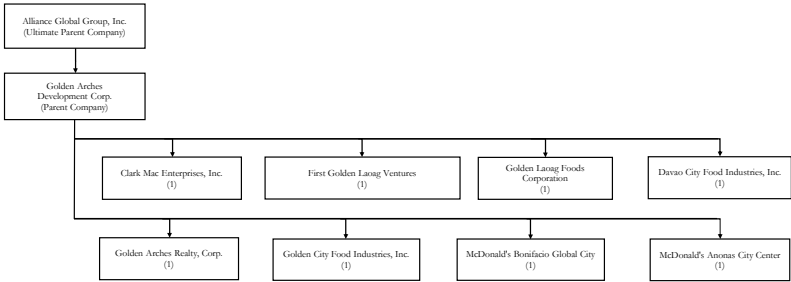 Alliance Global Group, Inc.
(Ultimate Parent Company)
Golden Arches
Development Corp.
(Parent Company)
Clark Mac Enterprises, Inc.
(1)
First Golden Laoag Ventures
(1)
Golden Laoag Foods
Corporation
(1)
Davao City Food Industries, Inc.
(1)
Golden Arches Realty, Corp.
(1)
Golden City Food Industries, Inc.
(1)
McDonald's Bonifacio Global City
(1)
McDonald's Anonas City Center
(1)